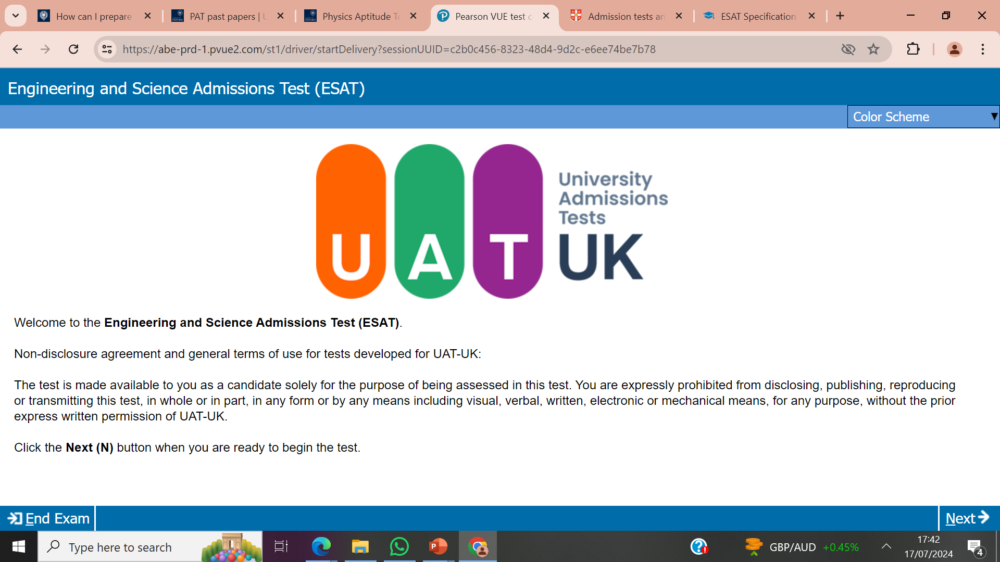 How can I prepare
PAT past papers | U
Physics Aptitude Te
Pearson VUE test c
Admission tests an
ESAT Specification
https://abe-prd-1.pvue2.com/st1/driver/startDelivery?sessionUUID=c2b0c456-8323-48d4-9d2c-e6ee74be7b78
Engineering and Science Admissions Test (ESAT)
Color Scheme
U A T
University
Admissions
Tests
UK
Welcome to the Engineering and Science Admissions Test (ESAT).
Non-disclosure agreement and general terms of use for tests developed for UAT-UK:
The test is made available to you as a candidate solely for the purpose of being assessed in this test. You are expressly prohibited from disclosing, publishing, reproducing
or transmitting this test, in whole or in part, in any form or by any means including visual, verbal, written, electronic or mechanical means, for any purpose, without the prior
express written permission of UAT-UK.
Click the Next (N) button when you are ready to begin the test.
End Exam
Next
Type here to search
GBP/AUD +0.45%
17:42
17/07/2024
4